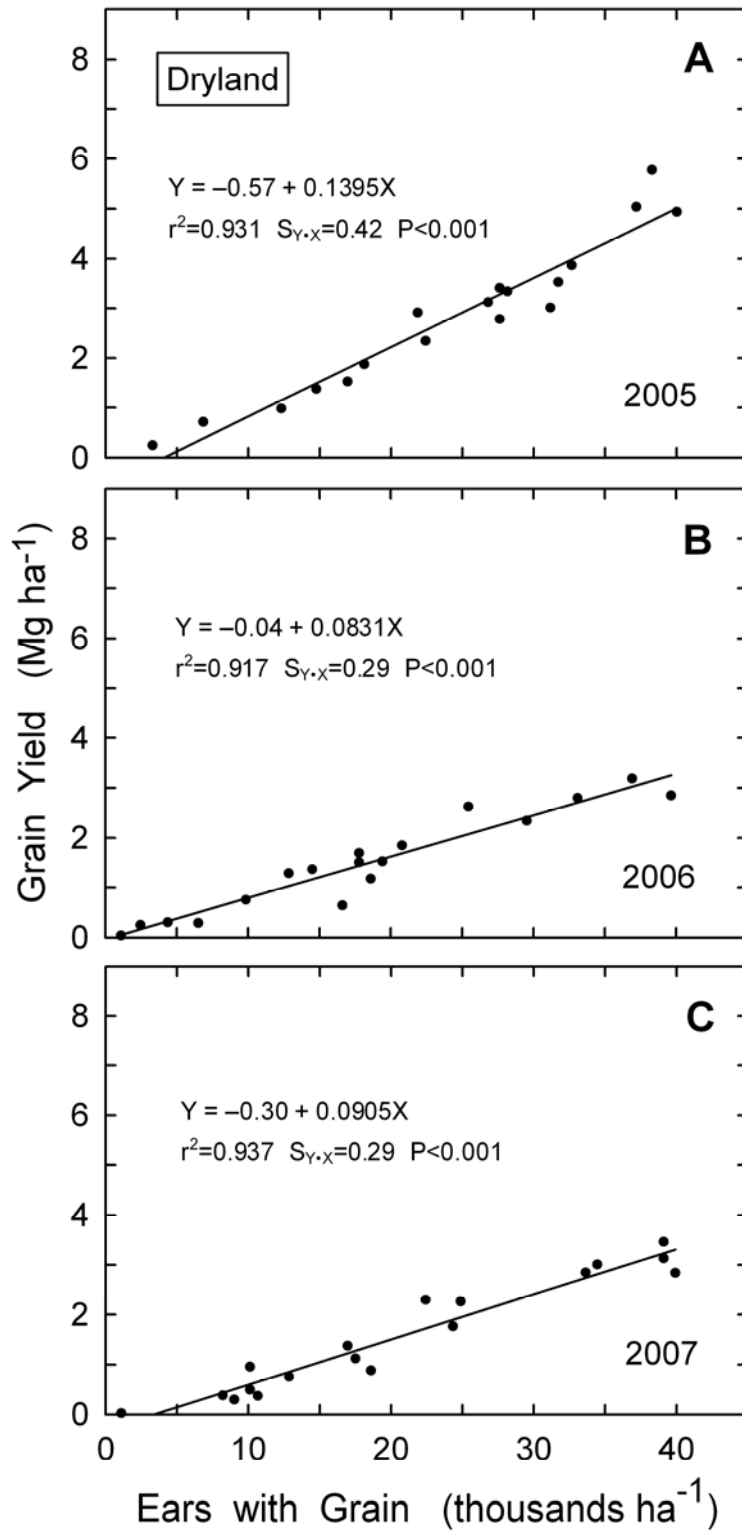 Grain Yield (Mg ha⁻¹)
A
8
Dryland
6
Y = –0.57 + 0.1395X
r²=0.931 S_Y•X=0.42 P<0.001
4
2
2005
0
B
8
6
Y = –0.04 + 0.0831X
r²=0.917 S_Y•X=0.29 P<0.001
4
2
2006
0
C
8
6
Y = –0.30 + 0.0905X
r²=0.937 S_Y•X=0.29 P<0.001
4
2
2007
0
0 10 20 30 40
Ears with Grain (thousands ha⁻¹)